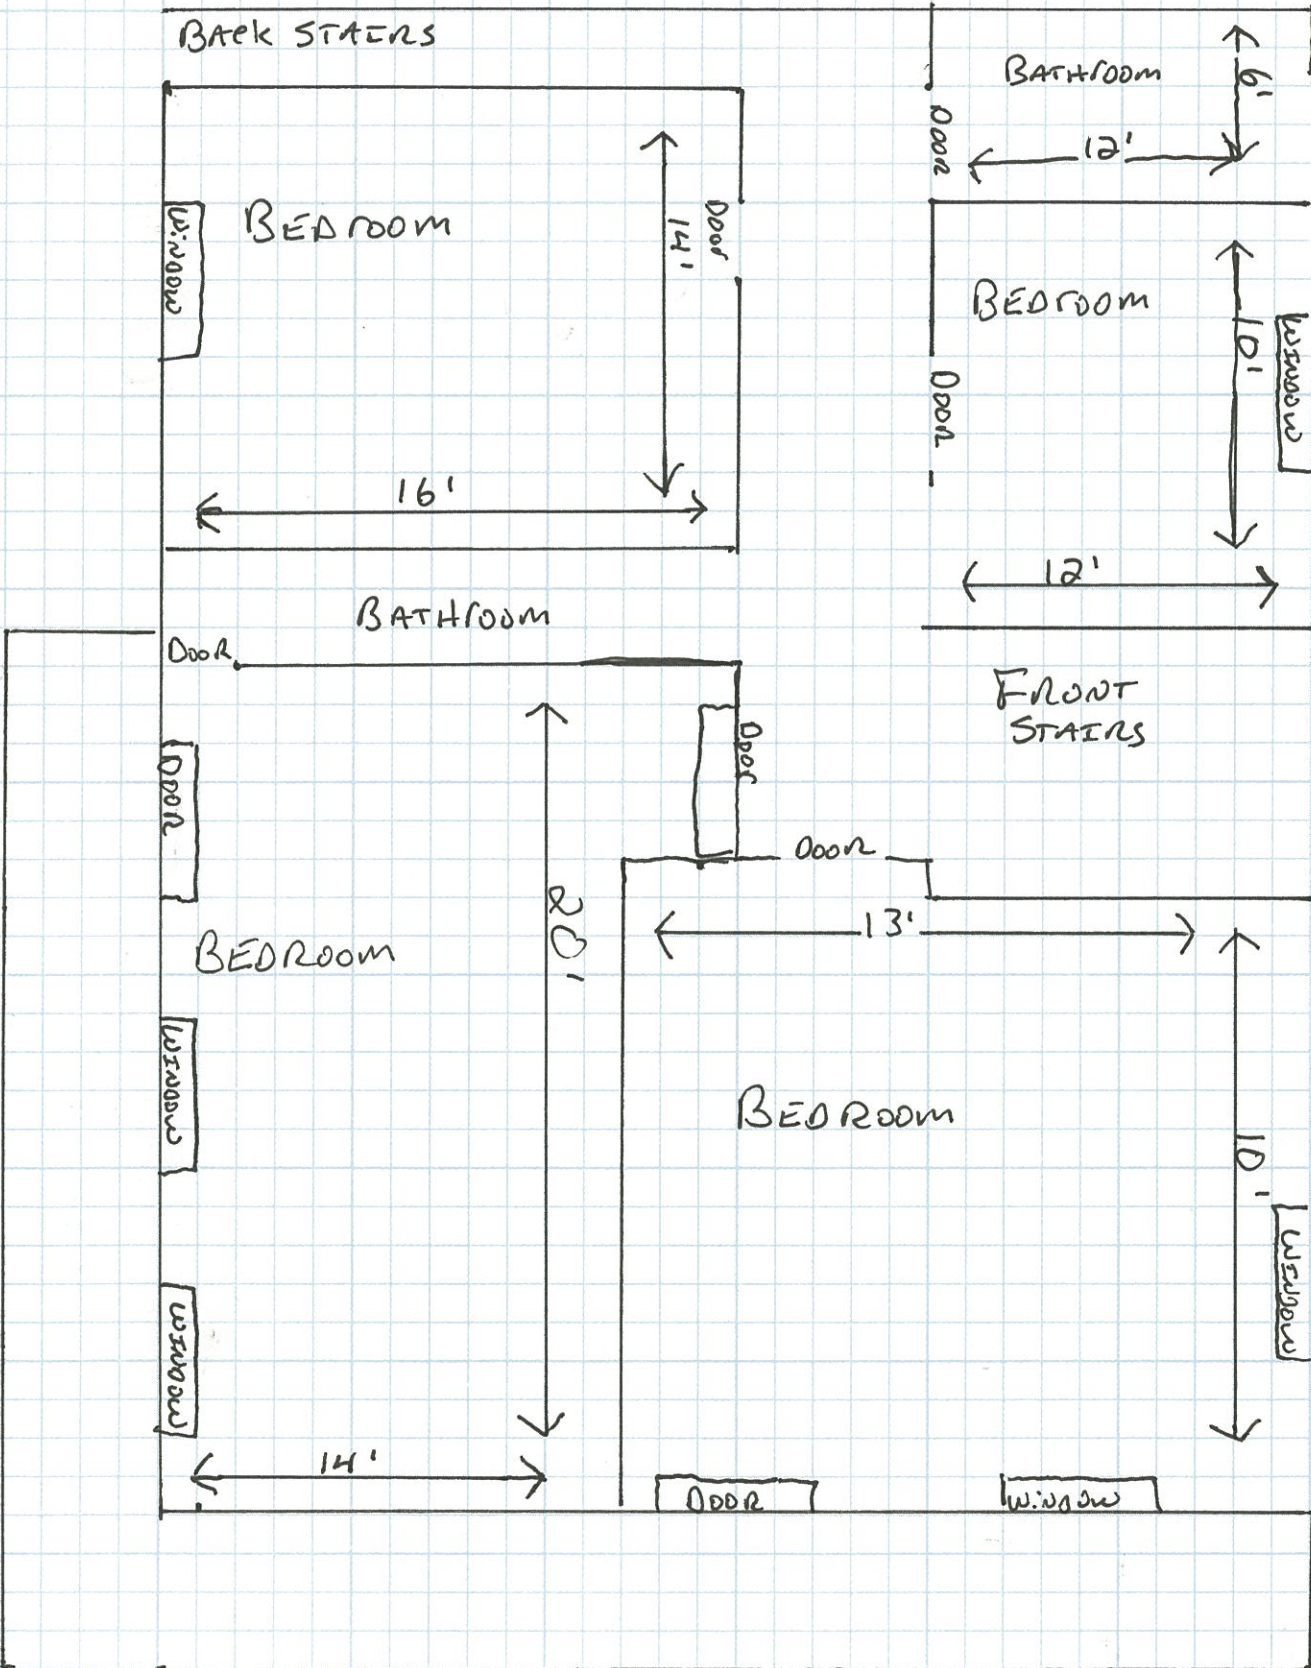 BACK STAIRS
BATHROOM
6'
12'
DOOR
BEDROOM
WINDOW
14'
DOOR
16'
BEDROOM
10'
WINDOW
DOOR
12'
BATHROOM
DOOR
FRONT
STAIRS
DOOR
DOOR
DOOR
13'
20'
BEDROOM
WINDOW
BEDROOM
10'
WINDOW
WINDOW
14'
DOOR
WINDOW